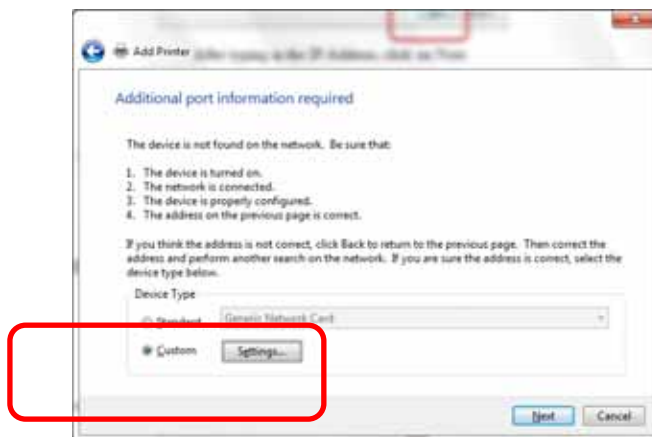 Add Printer
Additional port information required
The device is not found on the network. Be sure that:
1. The device is turned on.
2. The network is connected.
3. The device is properly configured.
4. The address on the previous page is correct.
If you think the address is not correct, click Back to return to the previous page. Then correct the
address and perform another search on the network. If you are sure the address is correct, select the
device type below.
Device Type
Standard Generic Network Card
Custom Settings...
Next Cancel